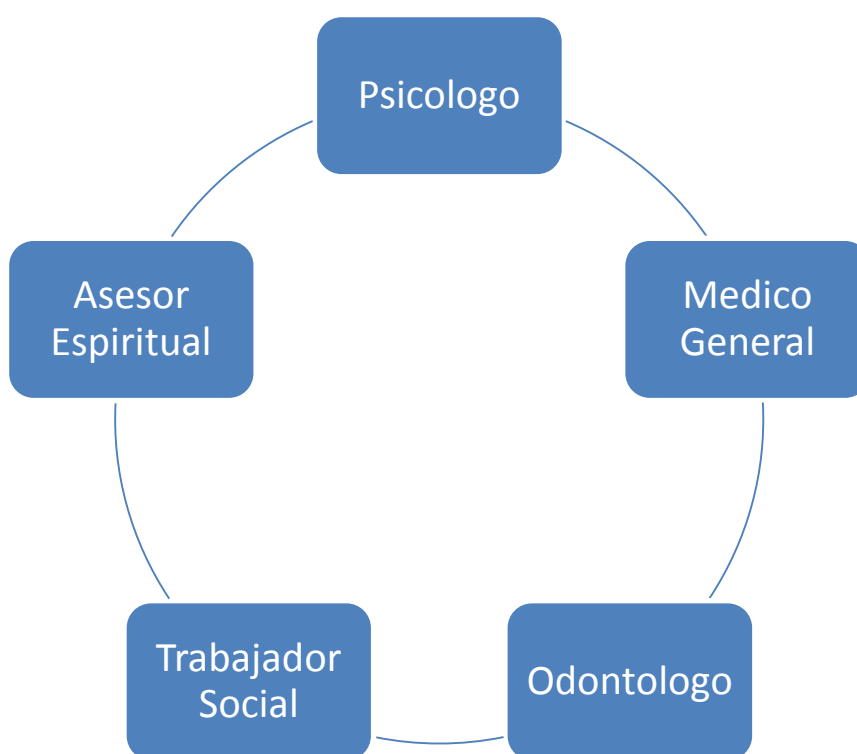 Psicologo
Asesor
Espiritual
Medico
General
Trabajador
Social
Odontologo